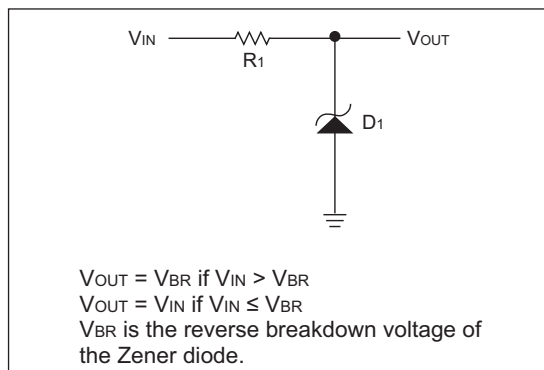 VIN
VOUT
R1
D1
VOUT = VBR if VIN > VBR
VOUT = VIN if VIN ≤ VBR
VBR is the reverse breakdown voltage of
the Zener diode.